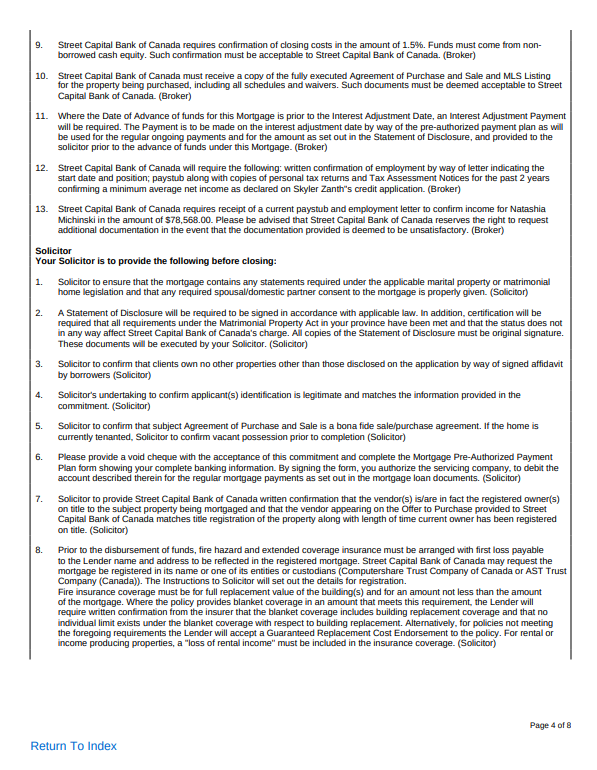 9. Street Capital Bank of Canada requires confirmation of closing costs in the amount of 1.5%. Funds must come from non-
borrowed cash equity. Such confirmation must be acceptable to Street Capital Bank of Canada. (Broker)
10. Street Capital Bank of Canada must receive a copy of the fully executed Agreement of Purchase and Sale and MLS Listing
for the property being purchased, including all schedules and waivers. Such documents must be deemed acceptable to Street
Capital Bank of Canada. (Broker)
11. Where the Date of Advance of funds for this Mortgage is prior to the Interest Adjustment Date, an Interest Adjustment Payment
will be required. The Payment is to be made on the interest adjustment date by way of the pre-authorized payment plan as will
be used for the regular ongoing payments and for the amount as set out in the Statement of Disclosure, and provided to the
solicitor prior to the advance of funds under this Mortgage. (Broker)
12. Street Capital Bank of Canada will require the following: written confirmation of employment by way of letter indicating the
start date and position; paystub along with copies of personal tax returns and Tax Assessment Notices for the past 2 years
confirming a minimum average net income as declared on Skyler Zanth"s credit application. (Broker)
13. Street Capital Bank of Canada requires receipt of a current paystub and employment letter to confirm income for Natashia
Michinski in the amount of $78,568.00. Please be advised that Street Capital Bank of Canada reserves the right to request
additional documentation in the event that the documentation provided is deemed to be unsatisfactory. (Broker)
Solicitor
Your Solicitor is to provide the following before closing:
1. Solicitor to ensure that the mortgage contains any statements required under the applicable marital property or matrimonial
home legislation and that any required spousal/domestic partner consent to the mortgage is properly given. (Solicitor)
2. A Statement of Disclosure will be required to be signed in accordance with applicable law. In addition, certification will be
required that all requirements under the Matrimonial Property Act in your province have been met and that the status does not
in any way affect Street Capital Bank of Canada's charge. All copies of the Statement of Disclosure must be original signature.
These documents will be executed by your Solicitor. (Solicitor)
3. Solicitor to confirm that clients own no other properties other than those disclosed on the application by way of signed affidavit
by borrowers (Solicitor)
4. Solicitor's undertaking to confirm applicant(s) identification is legitimate and matches the information provided in the
commitment. (Solicitor)
5. Solicitor to confirm that subject Agreement of Purchase and Sale is a bona fide sale/purchase agreement. If the home is
currently tenanted, Solicitor to confirm vacant possession prior to completion (Solicitor)
6. Please provide a void cheque with the acceptance of this commitment and complete the Mortgage Pre-Authorized Payment
Plan form showing your complete banking information. By signing the form, you authorize the servicing company, to debit the
account described therein for the regular mortgage payments as set out in the mortgage loan documents. (Solicitor)
7. Solicitor to provide Street Capital Bank of Canada written confirmation that the vendor(s) is/are in fact the registered owner(s)
on title to the subject property being mortgaged and that the vendor appearing on the Offer to Purchase provided to Street
Capital Bank of Canada matches title registration of the property along with length of time current owner has been registered
on title. (Solicitor)
8. Prior to the disbursement of funds, fire hazard and extended coverage insurance must be arranged with first loss payable
to the Lender name and address to be reflected in the registered mortgage. Street Capital Bank of Canada may request the
mortgage be registered in its name or one of its entities or custodians (Computershare Trust Company of Canada or AST Trust
Company (Canada)). The Instructions to Solicitor will set out the details for registration.
Fire insurance coverage must be for full replacement value of the building(s) and for an amount not less than the amount
of the mortgage. Where the policy provides blanket coverage in an amount that meets this requirement, the Lender will
require written confirmation from the insurer that the blanket coverage includes building replacement coverage and that no
individual limit exists under the blanket coverage with respect to building replacement. Alternatively, for policies not meeting
the foregoing requirements the Lender will accept a Guaranteed Replacement Cost Endorsement to the policy. For rental or
income producing properties, a "loss of rental income" must be included in the insurance coverage. (Solicitor)
Page 4 of 8
Return To Index